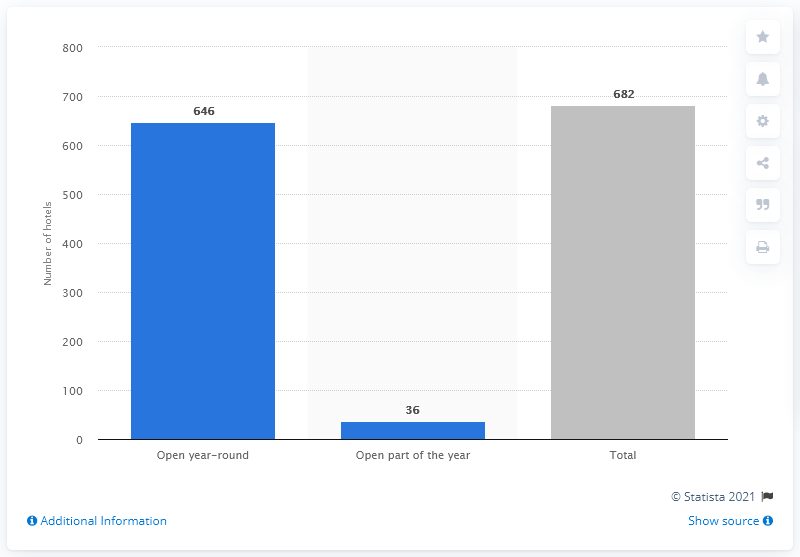 800
700
600
500
400
300
200
100
0
Number of hotels
646
36
682
Open year-round
Open part of the year
Total
© Statista 2021
Additional Information
Show source